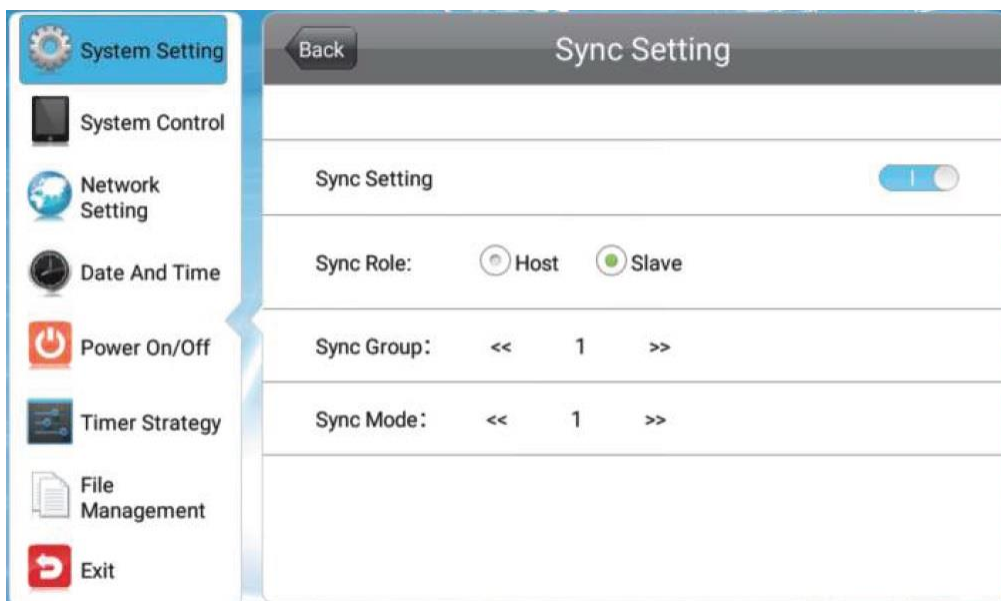 System Setting
System Control
Network
Setting
Date And Time
Power On/Off
Timer Strategy
File
Management
Exit
Back
Sync Setting
Sync Setting
Sync Role: Host Slave
Sync Group: << 1 >>
Sync Mode: << 1 >>